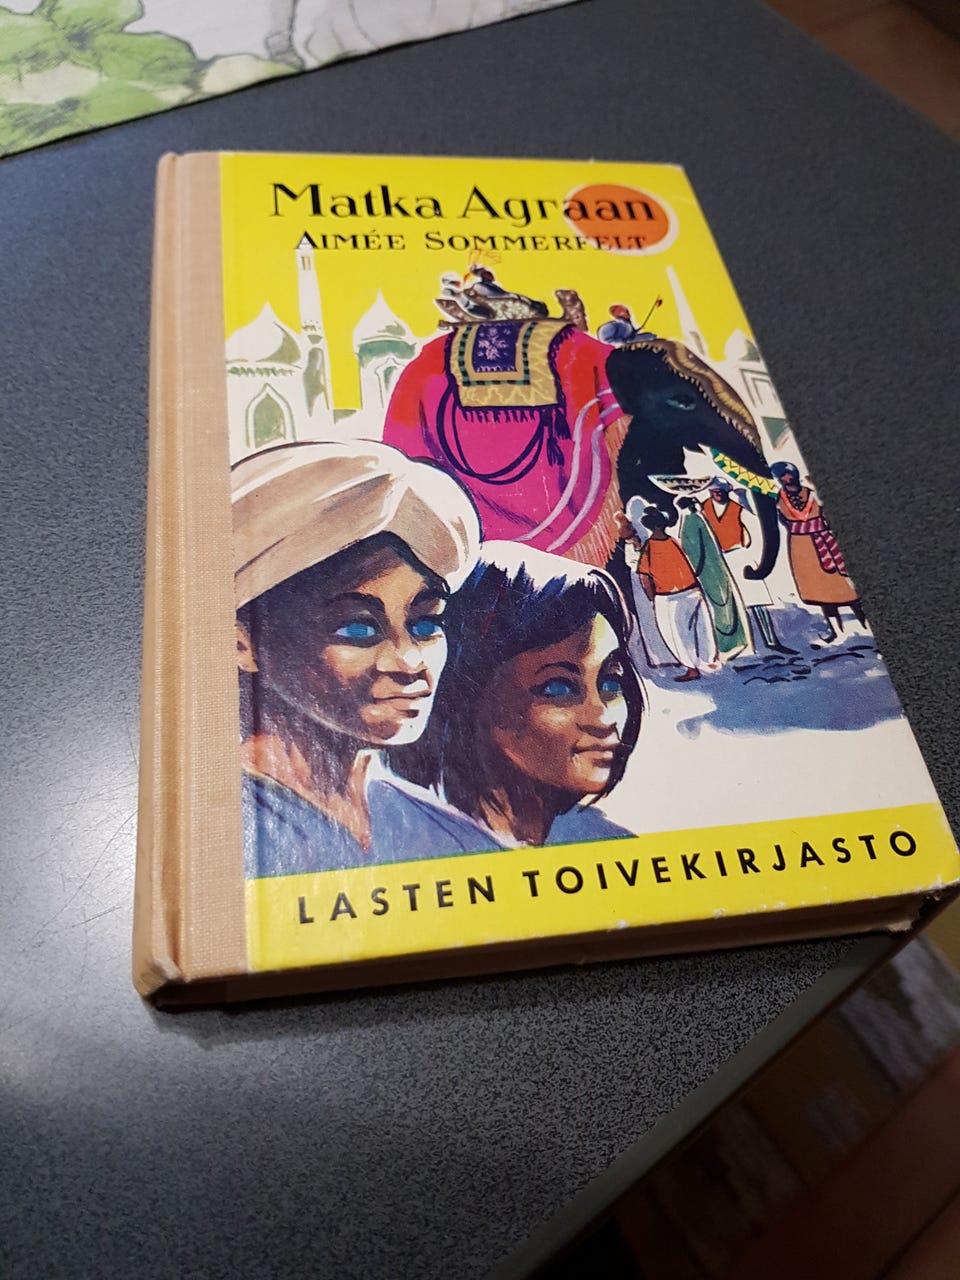 Matka Agraan
AIMÉE SOMMERFELT
LASTEN TOIVEKIRJASTO